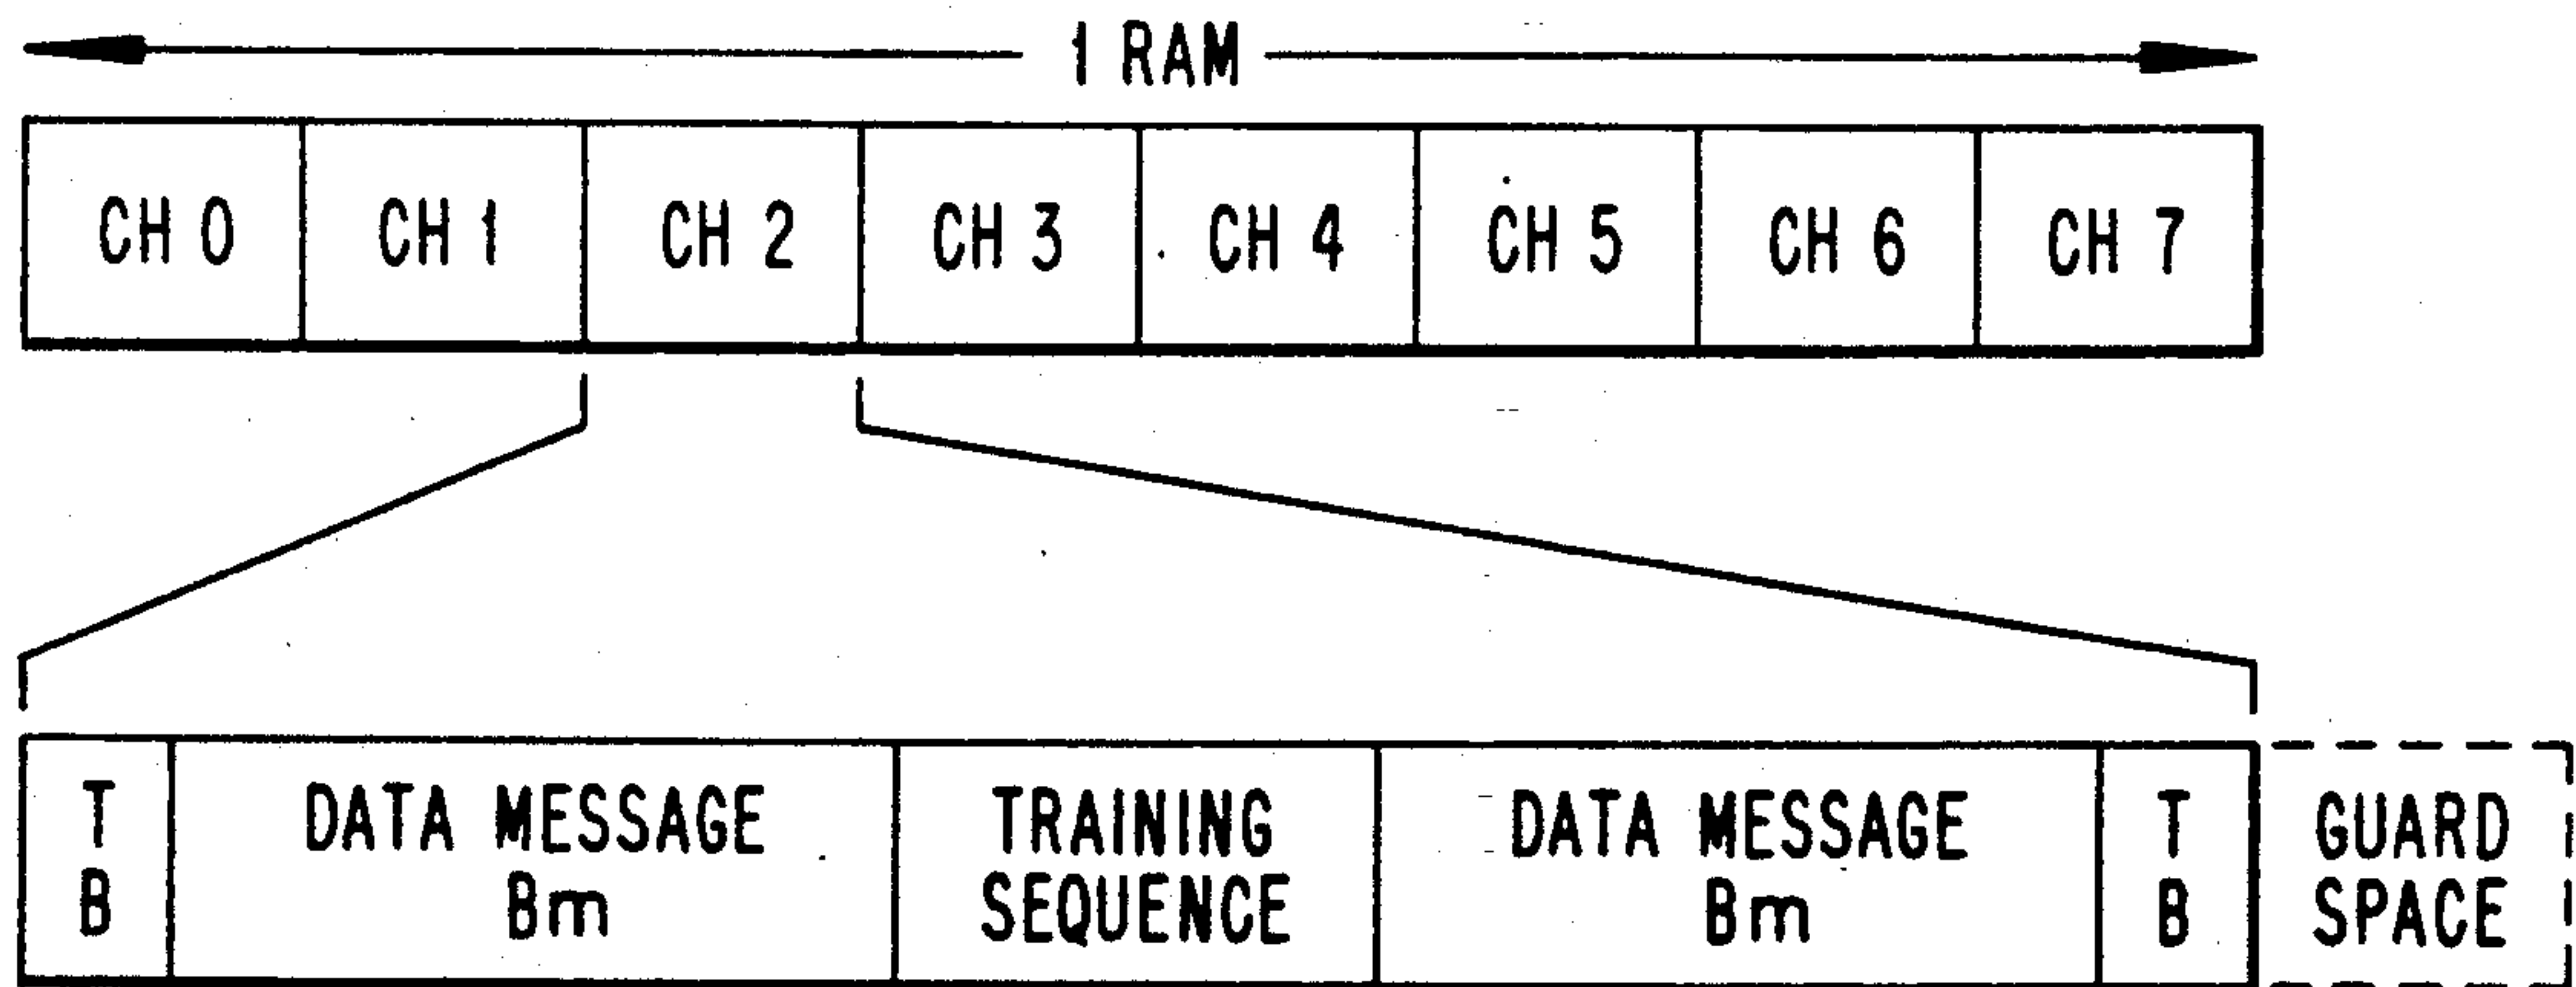 1 RAM
CH 0 CH 1 CH 2 CH 3 CH 4 CH 5 CH 6 CH 7
T B
DATA MESSAGE
Bm
TRAINING
SEQUENCE
DATA MESSAGE
Bm
T B
GUARD
SPACE